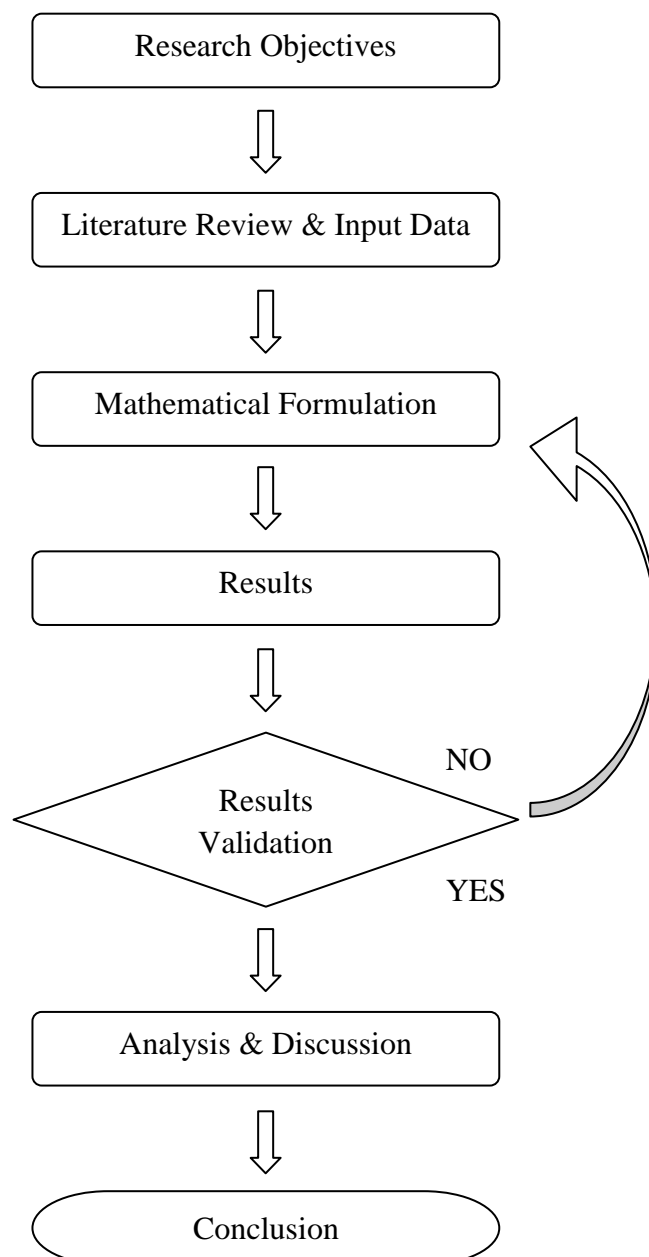 Research Objectives
Literature Review & Input Data
Mathematical Formulation
Results
NO
Results
Validation
YES
Analysis & Discussion
Conclusion